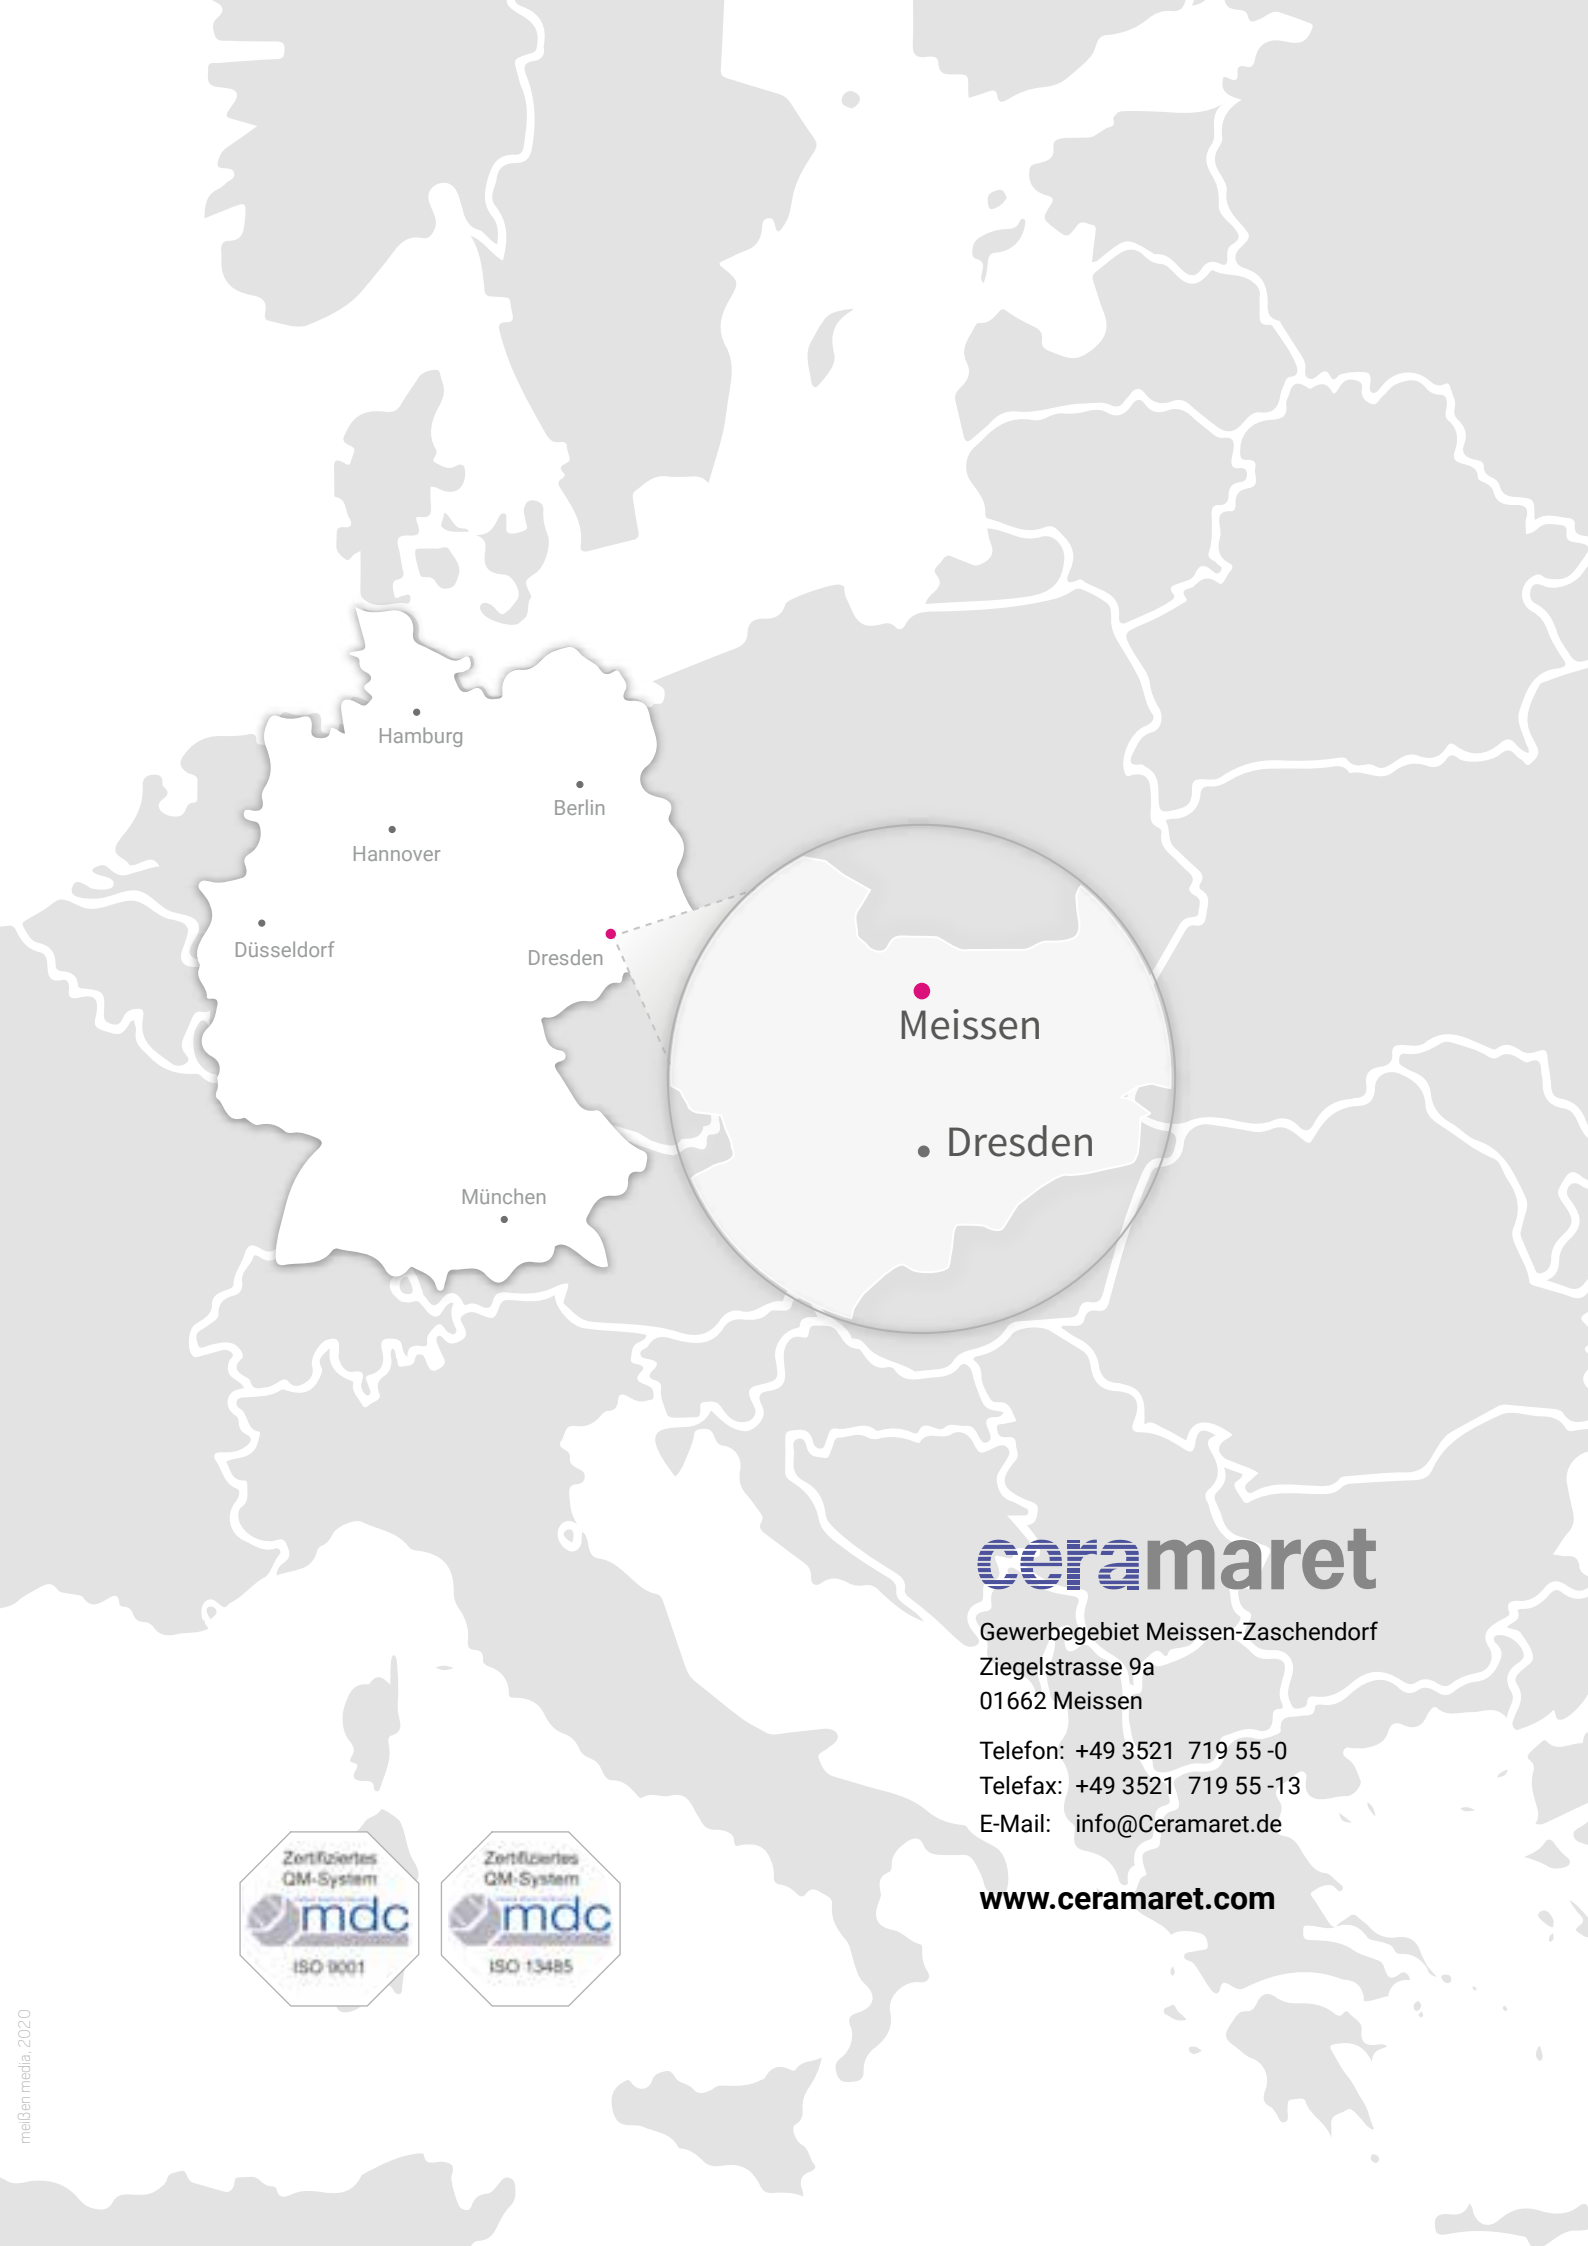 Hamburg
Berlin
Hannover
Düsseldorf
Dresden
Meissen
Dresden
München
ceramaret
Gewerbegebiet Meissen-Zaschendorf
Ziegelstrasse 9a
01662 Meissen
Telefon: +49 3521 719 55 -0
Telefax: +49 3521 719 55 -13
E-Mail: info@Ceramaret.de
www.ceramaret.com
Zertifiziertes
QM-System
mdc
ISO 9001
Zertifiziertes
QM-System
mdc
ISO 13485
meißen media, 2020